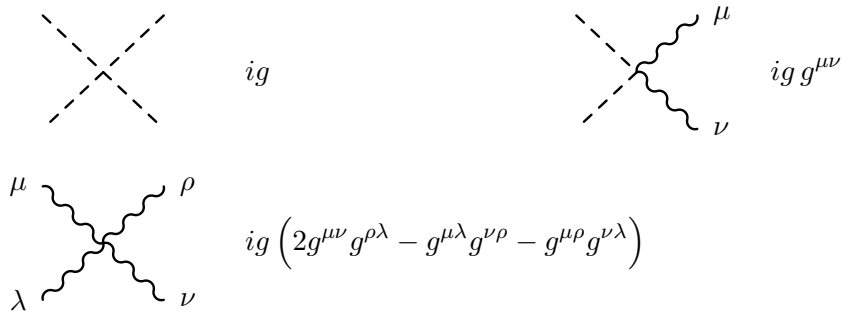 μ
ig
ig g^{μν}
ν
μ
ρ
ig (2g^{μν}g^{ρλ} − g^{μλ}g^{νρ} − g^{μρ}g^{νλ})
λ
ν